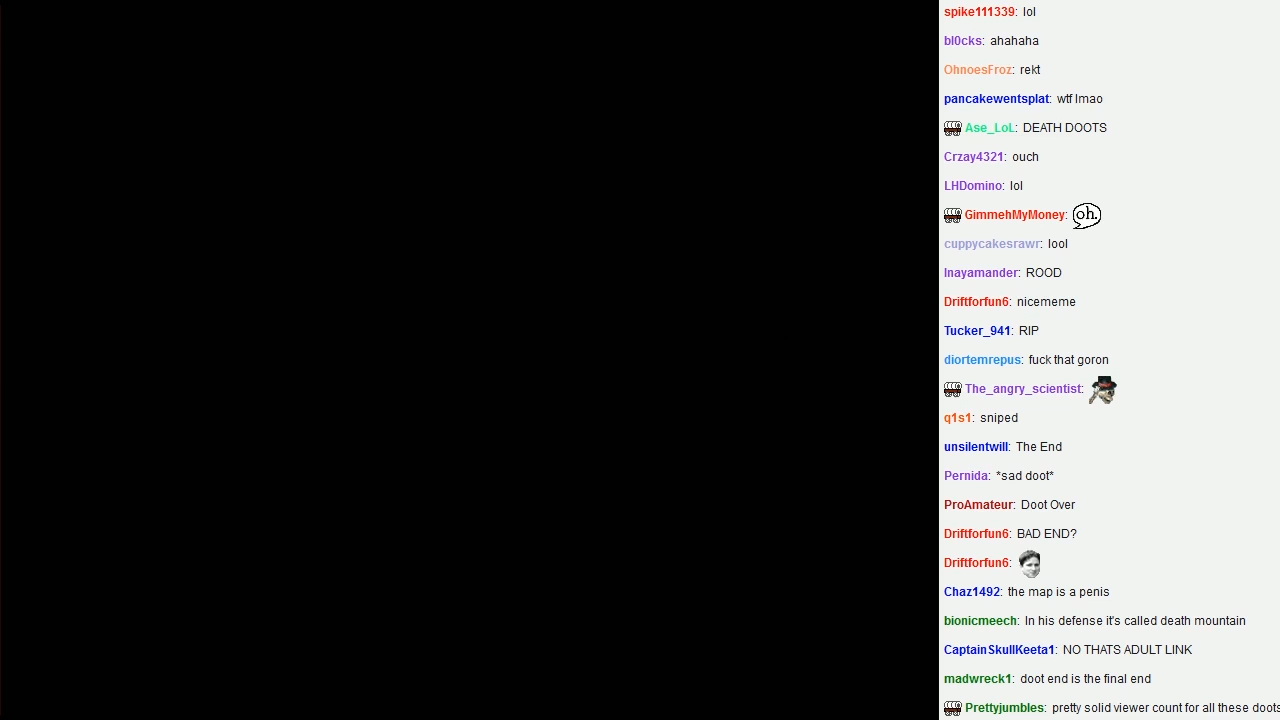 spike111339: lol
bl0cks: ahahaha
OhnoesFroz: rekt
pancakewentsplat: wtf lmao
Ase_LoL: DEATH DOOTS
Crzay4321: ouch
LHDomino: lol
GimmehMyMoney: oh.
cuppycakesrawr: lool
Inayamander: ROOD
Driftforfun6: nicememe
Tucker_941: RIP
diortemrepus: fuck that goron
The_angry_scientist:
q1s1: sniped
unsilentwill: The End
Pernida: *sad doot*
ProAmateur: Doot Over
Driftforfun6: BAD END?
Driftforfun6:
Chaz1492: the map is a penis
bionicmeech: In his defense it's called death mountain
CaptainSkullKeeta1: NO THATS ADULT LINK
madwreck1: doot end is the final end
Prettyjumbles: pretty solid viewer count for all these doots